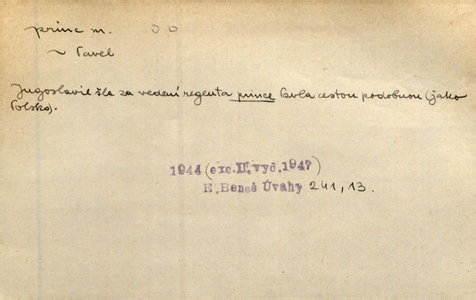 princ m.
~ Pavel
Jugoslavie šla za vedení regenta prince Pavla cestou podobnou (jako
Polsko).
1944 (exc. II. vyd. 1947)
E. Beneš Úvahy 241, 13.